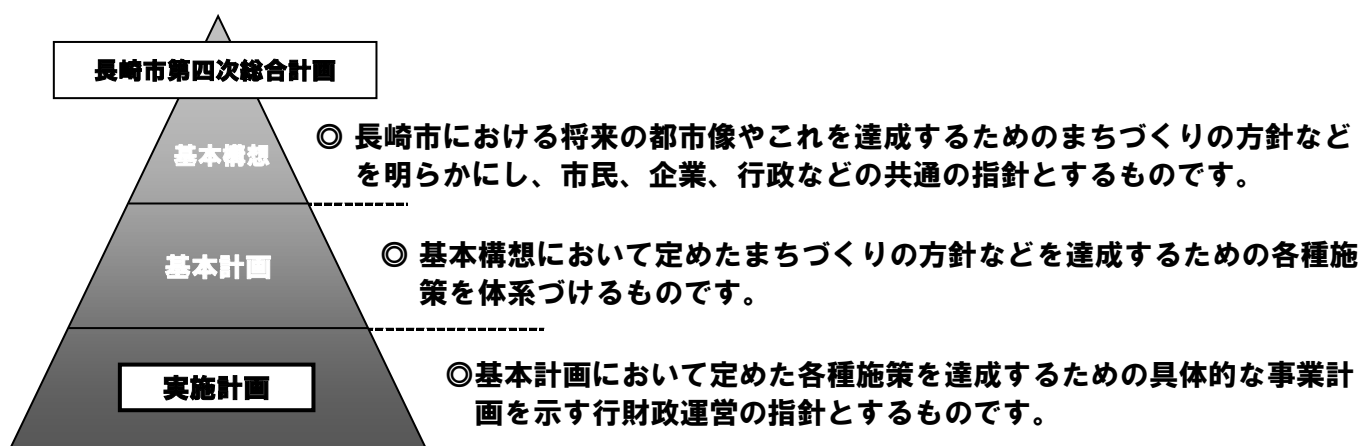 長崎市第四次総合計画
基本構想
◎ 長崎市における将来の都市像やこれを達成するためのまちづくりの方針など
を明らかにし、市民、企業、行政などの共通の指針とするものです。
基本計画
◎ 基本構想において定めたまちづくりの方針などを達成するための各種施
策を体系づけるものです。
実施計画
◎基本計画において定めた各種施策を達成するための具体的な事業計
画を示す行財政運営の指針とするものです。